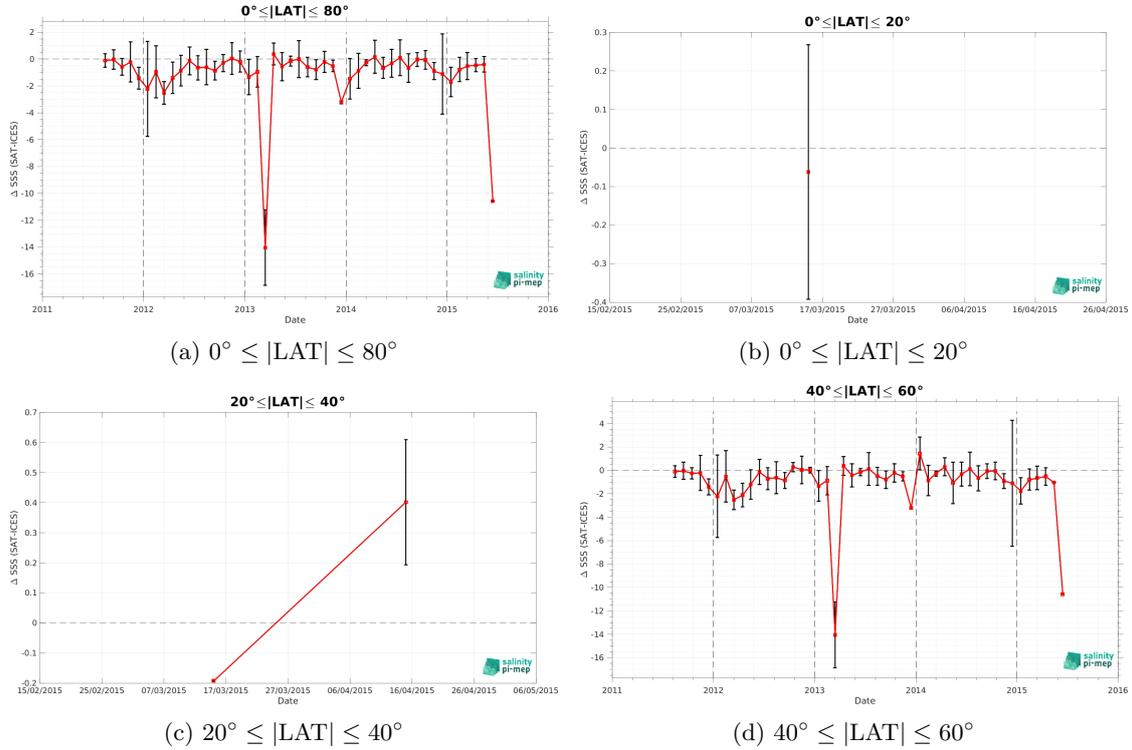 0°≤|LAT|≤ 80°
2
0
-2
-4
-6
-8
-10
-12
-14
-16
Δ SSS (SAT-ICES)
2011
2012
2013
2014
2015
2016
Date
salinity
pi-mep
(a) 0° ≤ |LAT| ≤ 80°
0°≤|LAT|≤ 20°
0.3
0.2
0.1
0
-0.1
-0.2
-0.3
-0.4
Δ SSS (SAT-ICES)
15/02/2015
25/02/2015
07/03/2015
17/03/2015
27/03/2015
06/04/2015
16/04/2015
26/04/2015
Date
salinity
pi-mep
(b) 0° ≤ |LAT| ≤ 20°
20°≤|LAT|≤ 40°
0.7
0.6
0.5
0.4
0.3
0.2
0.1
0
-0.1
-0.2
Δ SSS (SAT-ICES)
15/02/2015
25/02/2015
07/03/2015
17/03/2015
27/03/2015
06/04/2015
16/04/2015
26/04/2015
06/05/2015
Date
salinity
pi-mep
(c) 20° ≤ |LAT| ≤ 40°
40°≤|LAT|≤ 60°
4
2
0
-2
-4
-6
-8
-10
-12
-14
-16
Δ SSS (SAT-ICES)
2011
2012
2013
2014
2015
2016
Date
salinity
pi-mep
(d) 40° ≤ |LAT| ≤ 60°